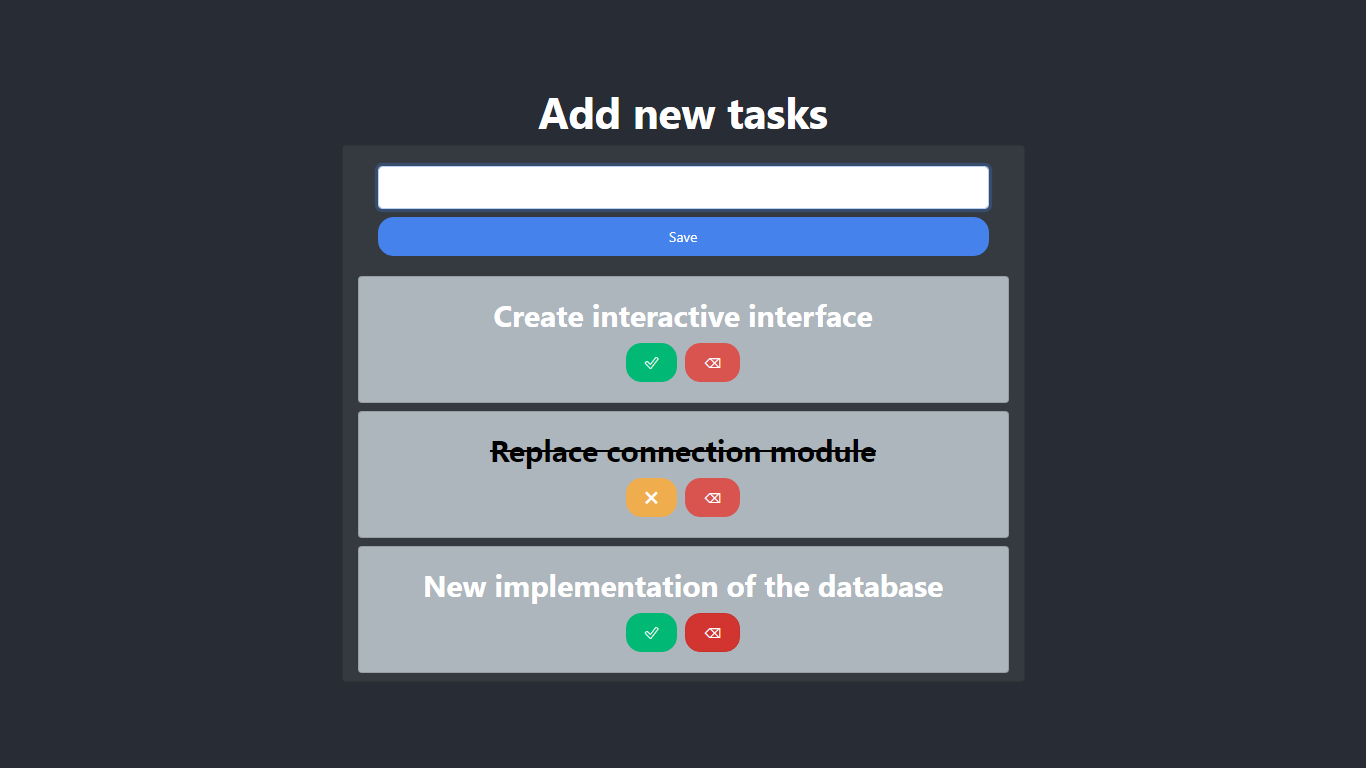 Add new tasks
Save
Create interactive interface
Replace connection module
New implementation of the database